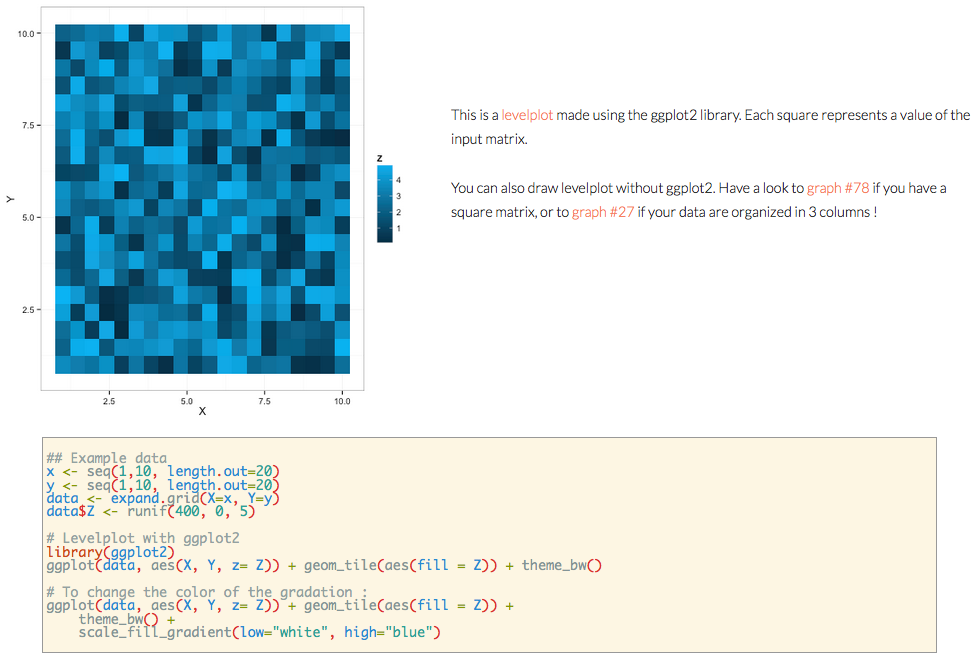 10.0
7.5
5.0
2.5
Y
2.5 5.0 7.5 10.0
X
Z
4
3
2
1
This is a levelplot made using the ggplot2 library. Each square represents a value of the
input matrix.
You can also draw levelplot without ggplot2. Have a look to graph #78 if you have a
square matrix, or to graph #27 if your data are organized in 3 columns !
## Example data
x <- seq(1,10, length.out=20)
y <- seq(1,10, length.out=20)
data <- expand.grid(X=x, Y=y)
data$Z <- runif(400, 0, 5)
# Levelplot with ggplot2
library(ggplot2)
ggplot(data, aes(X, Y, z= Z)) + geom_tile(aes(fill = Z)) + theme_bw()
# To change the color of the gradation :
ggplot(data, aes(X, Y, z= Z)) + geom_tile(aes(fill = Z)) +
    theme_bw() +
    scale_fill_gradient(low="white", high="blue")